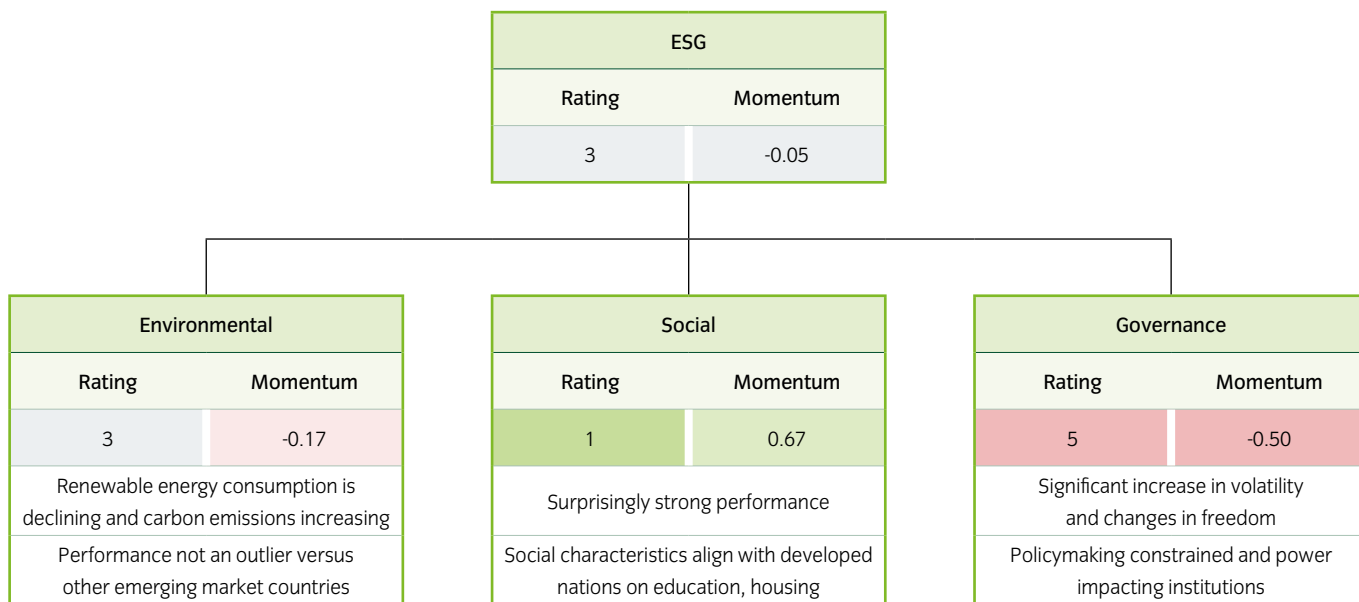 ESG
Rating Momentum
3 -0.05
Environmental
Rating Momentum
3 -0.17
Renewable energy consumption is
declining and carbon emissions increasing
Performance not an outlier versus
other emerging market countries
Social
Rating Momentum
1 0.67
Surprisingly strong performance
Social characteristics align with developed
nations on education, housing
Governance
Rating Momentum
5 -0.50
Significant increase in volatility
and changes in freedom
Policymaking constrained and power
impacting institutions